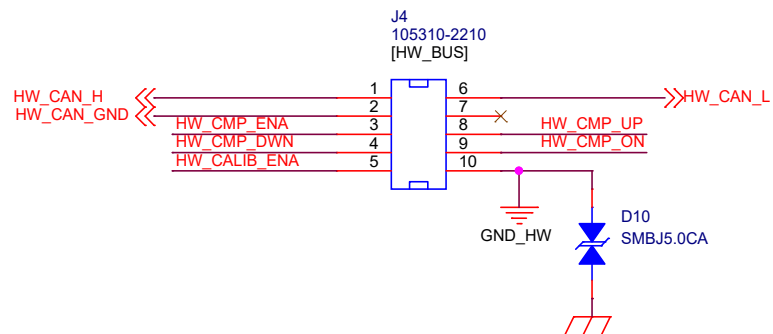 J4
105310-2210
[HW_BUS]
HW_CAN_H 1 6 HW_CAN_L
HW_CAN_GND 2 7
HW_CMP_ENA 3 8 HW_CMP_UP
HW_CMP_DWN 4 9 HW_CMP_ON
HW_CALIB_ENA 5 10
GND_HW
D10
SMBJ5.0CA